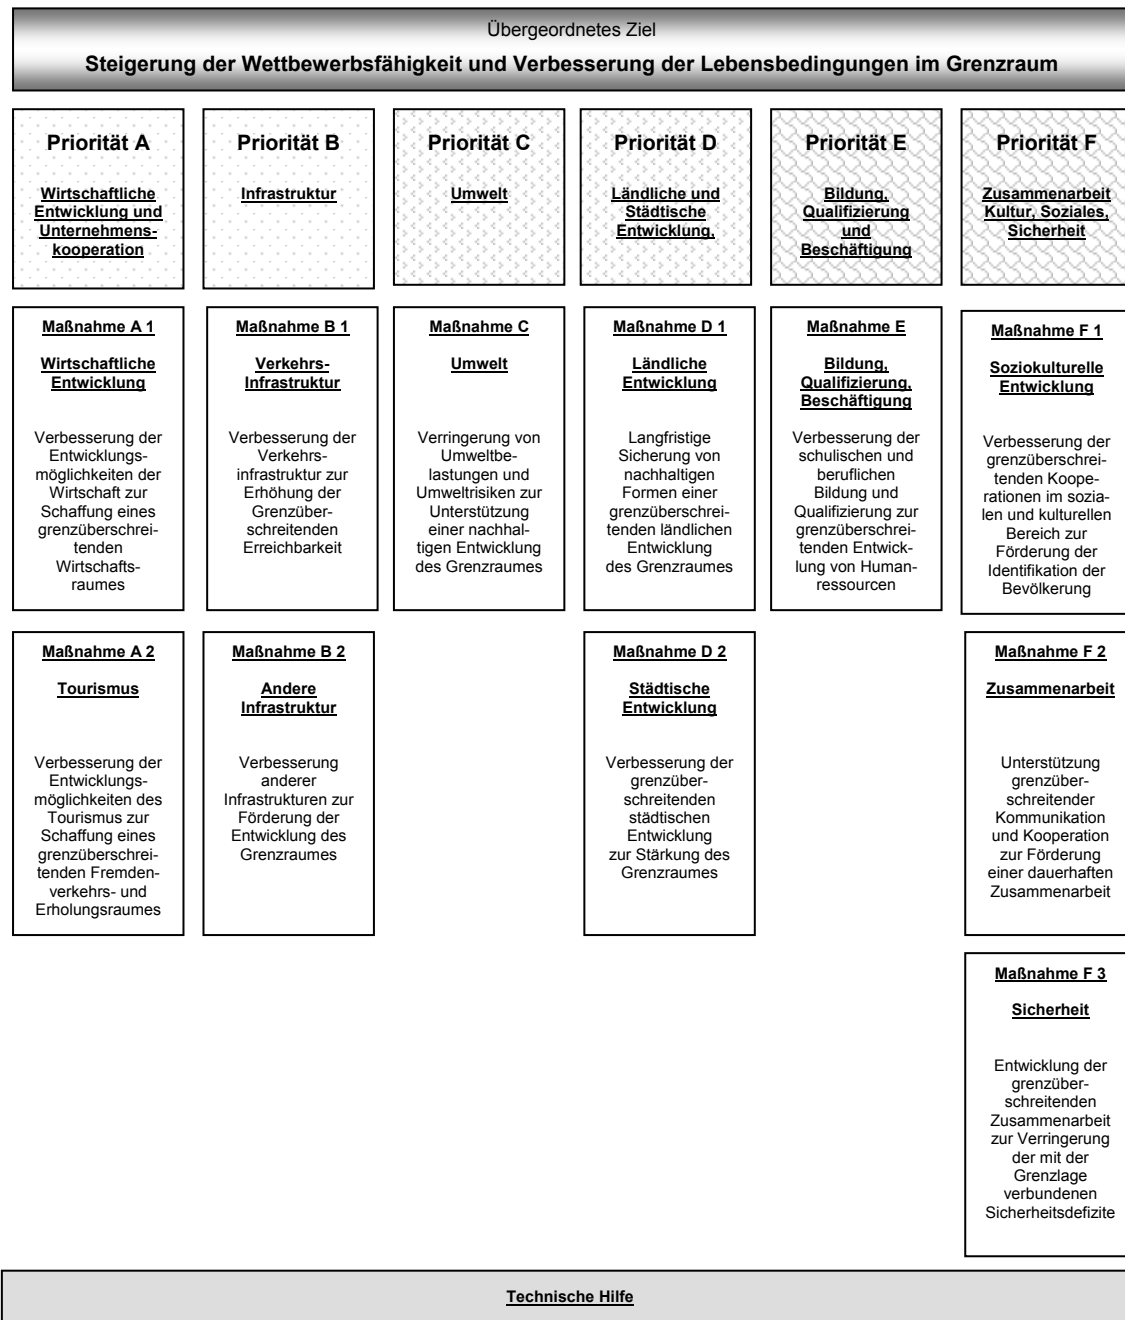 Übergeordnetes Ziel
Steigerung der Wettbewerbsfähigkeit und Verbesserung der Lebensbedingungen im Grenzraum
Priorität A
Wirtschaftliche
Entwicklung und
Unternehmens-
kooperation
Priorität B
Infrastruktur
Priorität C
Umwelt
Priorität D
Ländliche und
Städtische
Entwicklung,
Priorität E
Bildung,
Qualifizierung
und
Beschäftigung
Priorität F
Zusammenarbeit
Kultur, Soziales,
Sicherheit
Maßnahme A 1
Wirtschaftliche
Entwicklung
Verbesserung der
Entwicklungs-
möglichkeiten der
Wirtschaft zur
Schaffung eines
grenzüberschrei-
tenden
Wirtschafts-
raumes
Maßnahme B 1
Verkehrs-
Infrastruktur
Verbesserung der
Verkehrs-
infrastruktur zur
Erhöhung der
Grenzüber-
schreitenden
Erreichbarkeit
Maßnahme C
Umwelt
Verringerung von
Umweltbe-
lastungen und
Umweltrisiken zur
Unterstützung
einer nachhal-
tigen Entwicklung
des Grenzraumes
Maßnahme D 1
Ländliche
Entwicklung
Langfristige
Sicherung von
nachhaltigen
Formen einer
grenzüberschrei-
tenden ländlichen
Entwicklung
des Grenzraumes
Maßnahme E
Bildung,
Qualifizierung,
Beschäftigung
Verbesserung der
schulischen und
beruflichen
Bildung und
Qualifizierung zur
grenzüberschrei-
tenden Entwick-
lung von Human-
ressourcen
Maßnahme F 1
Soziokulturelle
Entwicklung
Verbesserung der
grenzüberschrei-
tenden Koope-
rationen im sozia-
len und kulturellen
Bereich zur
Förderung der
Identifikation der
Bevölkerung
Maßnahme A 2
Tourismus
Verbesserung der
Entwicklungs-
möglichkeiten des
Tourismus zur
Schaffung eines
grenzüberschrei-
tenden Fremden-
verkehrs- und
Erholungsraumes
Maßnahme B 2
Andere
Infrastruktur
Verbesserung
anderer
Infrastrukturen zur
Förderung der
Entwicklung des
Grenzraumes
Maßnahme D 2
Städtische
Entwicklung
Verbesserung der
grenzüber-
schreitenden
städtischen
Entwicklung
zur Stärkung des
Grenzraumes
Maßnahme F 2
Zusammenarbeit
Unterstützung
grenzüber-
schreitender
Kommunikation
und Kooperation
zur Förderung
einer dauerhaften
Zusammenarbeit
Maßnahme F 3
Sicherheit
Entwicklung der
grenzüber-
schreitenden
Zusammenarbeit
zur Verringerung
der mit der
Grenzlage
verbundenen
Sicherheitsdefizite
Technische Hilfe